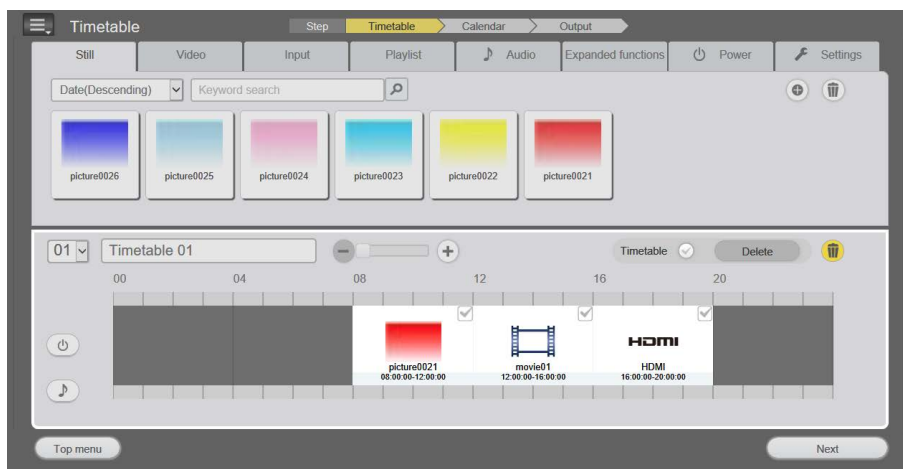 Timetable
Step Timetable Calendar Output
Still Video Input Playlist Audio Expanded functions Power Settings
Date(Descending) Keyword search
picture0026 picture0025 picture0024 picture0023 picture0022 picture0021
01 Timetable 01 Timetable Delete
00 04 08 12 16 20
HDMI
picture0021 movie01 HDMI
08:00:00-12:00:00 12:00:00-16:00:00 16:00:00-20:00:00
Top menu Next